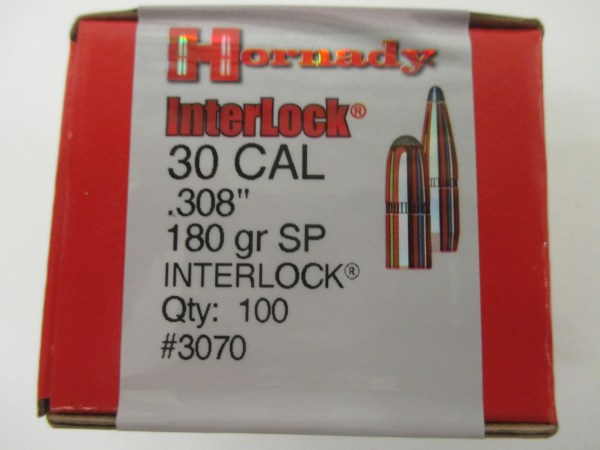 Hornady
InterLock®
30 CAL
.308"
180 gr SP
INTERLOCK®
Qty: 100
#3070